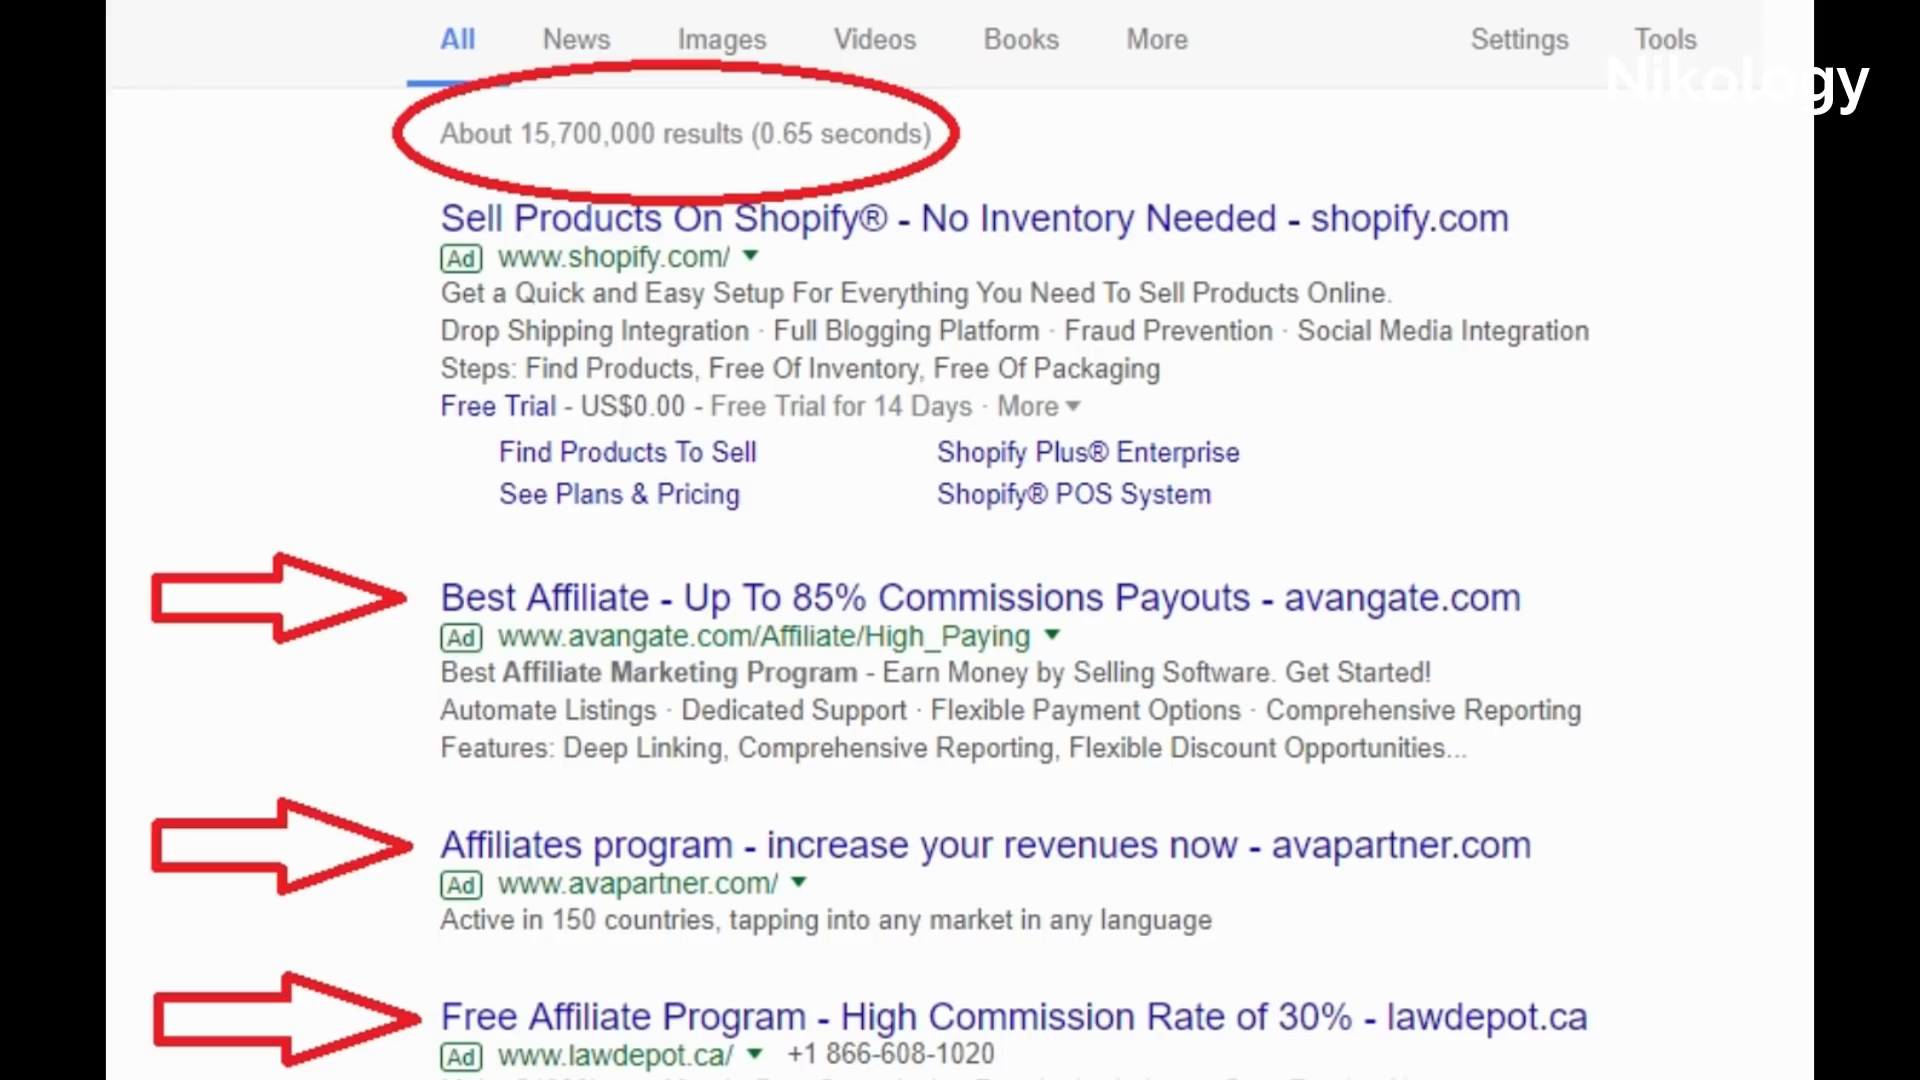 All News Images Videos Books More Settings Tools
Nikology
About 15,700,000 results (0.65 seconds)
Sell Products On Shopify® - No Inventory Needed - shopify.com
Ad www.shopify.com/
Get a Quick and Easy Setup For Everything You Need To Sell Products Online.
Drop Shipping Integration · Full Blogging Platform · Fraud Prevention · Social Media Integration
Steps: Find Products, Free Of Inventory, Free Of Packaging
Free Trial - US$0.00 - Free Trial for 14 Days · More
Find Products To Sell Shopify Plus® Enterprise
See Plans & Pricing Shopify® POS System
Best Affiliate - Up To 85% Commissions Payouts - avangate.com
Ad www.avangate.com/Affiliate/High_Paying
Best Affiliate Marketing Program - Earn Money by Selling Software. Get Started!
Automate Listings · Dedicated Support · Flexible Payment Options · Comprehensive Reporting
Features: Deep Linking, Comprehensive Reporting, Flexible Discount Opportunities...
Affiliates program - increase your revenues now - avapartner.com
Ad www.avapartner.com/
Active in 150 countries, tapping into any market in any language
Free Affiliate Program - High Commission Rate of 30% - lawdepot.ca
Ad www.lawdepot.ca/ +1 866-608-1020